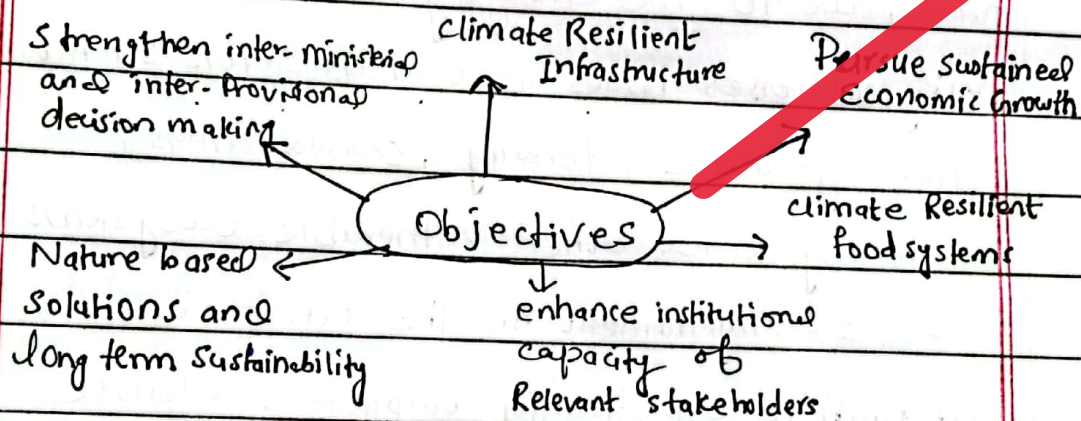 Strengthen inter-ministerial
and inter-Provisional
decision making
Climate Resilient
Infrastructure
Pursue sustained
Economic Growth
Objectives
Climate Resilient
food systems
Nature based
Solutions and
long term Sustainability
enhance institutional
capacity of
Relevant stakeholders